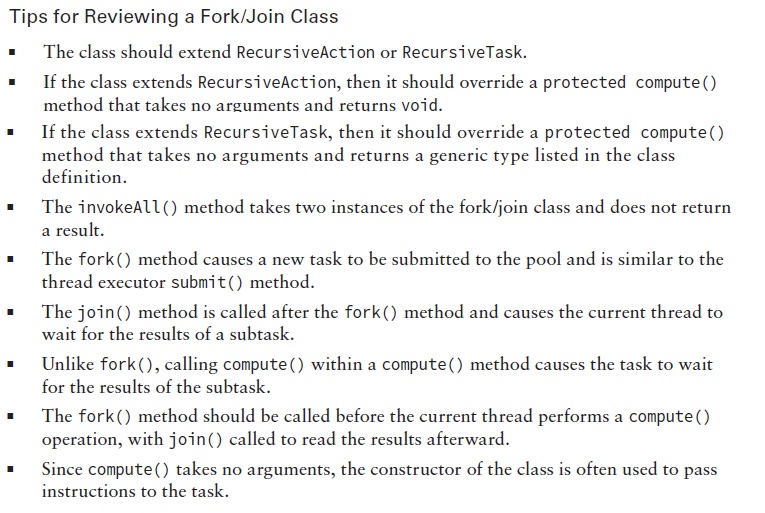 Tips for Reviewing a Fork/Join Class
▪ The class should extend RecursiveAction or RecursiveTask.
▪ If the class extends RecursiveAction, then it should override a protected compute()
method that takes no arguments and returns void.
▪ If the class extends RecursiveTask, then it should override a protected compute()
method that takes no arguments and returns a generic type listed in the class
definition.
▪ The invokeAll() method takes two instances of the fork/join class and does not return
a result.
▪ The fork() method causes a new task to be submitted to the pool and is similar to the
thread executor submit() method.
▪ The join() method is called after the fork() method and causes the current thread to
wait for the results of a subtask.
▪ Unlike fork(), calling compute() within a compute() method causes the task to wait
for the results of the subtask.
▪ The fork() method should be called before the current thread performs a compute()
operation, with join() called to read the results afterward.
▪ Since compute() takes no arguments, the constructor of the class is often used to pass
instructions to the task.